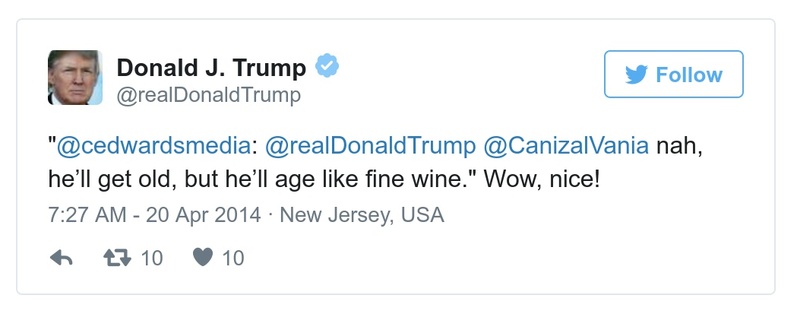 Donald J. Trump
@realDonaldTrump
Follow
"@cedwardsmedia: @realDonaldTrump @CanizalVania nah,
he’ll get old, but he’ll age like fine wine." Wow, nice!
7:27 AM - 20 Apr 2014 · New Jersey, USA
10 10